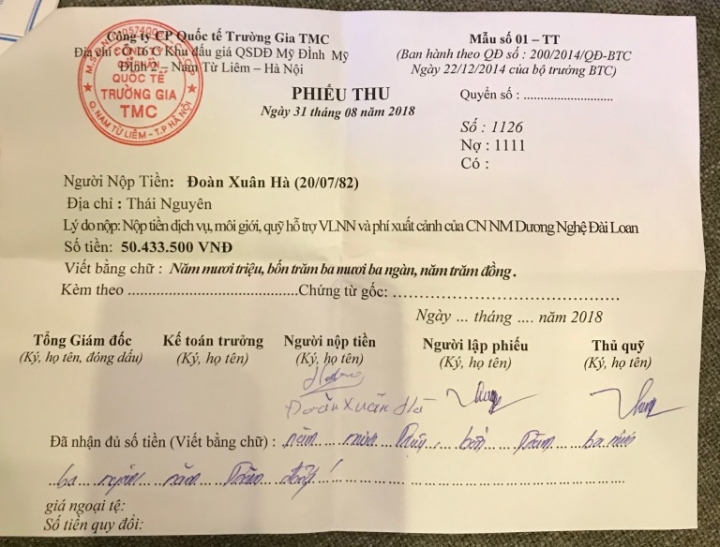 Công ty CP Quốc tế Trường Gia TMC
Địa chỉ Ô 16 C Khu đấu giá QSDĐ Mỹ Đình Mỹ
Đình 2 – Nam Từ Liêm – Hà Nội
QUỐC TẾ
TRƯỜNG GIA
TMC
Q. NAM TỪ LIÊM - T.P HÀ NỘI
Mẫu số 01 – TT
(Ban hành theo QĐ số : 200/2014/QĐ-BTC
Ngày 22/12/2014 của bộ trưởng BTC)
PHIẾU THU
Ngày 31 tháng 08 năm 2018
Quyển số : ..............................
Số : 1126
Nợ : 1111
Có :
Người Nộp Tiền: Đoàn Xuân Hà (20/07/82)
Địa chỉ : Thái Nguyên
Lý do nộp: Nộp tiền dịch vụ, môi giới, quỹ hỗ trợ VLNN và phí xuất cảnh của CN NM Dương Nghệ Đài Loan
Số tiền: 50.433.500 VNĐ
Viết bằng chữ : Năm mươi triệu, bốn trăm ba mươi ba ngàn, năm trăm đồng .
Kèm theo ........................................Chứng từ gốc: ............................................
Ngày ... tháng .... năm 2018
Tổng Giám đốc Kế toán trưởng Người nộp tiền Người lập phiếu Thủ quỹ
(Ký, họ tên, đóng dấu) (Ký, họ tên) (Ký, họ tên) (Ký, họ tên) (Ký, họ tên)
Đoàn Xuân Hà
Đã nhận đủ số tiền (Viết bằng chữ) : năm mươi triệu, bốn trăm ba mươi
ba ngàn năm trăm đồng!
giá ngoại tệ:
Số tiền quy đổi: